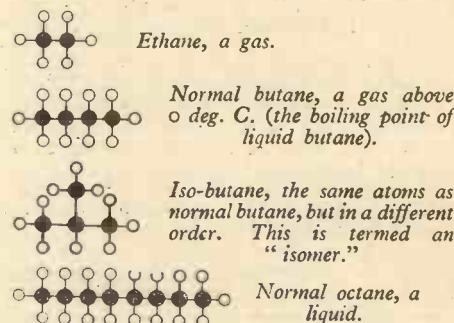 Ethane, a gas.
Normal butane, a gas above
0 deg. C. (the boiling point of
liquid butane).
Iso-butane, the same atoms as
normal butane, but in a different
order. This is termed an
“ isomer.”
Normal octane, a
liquid.